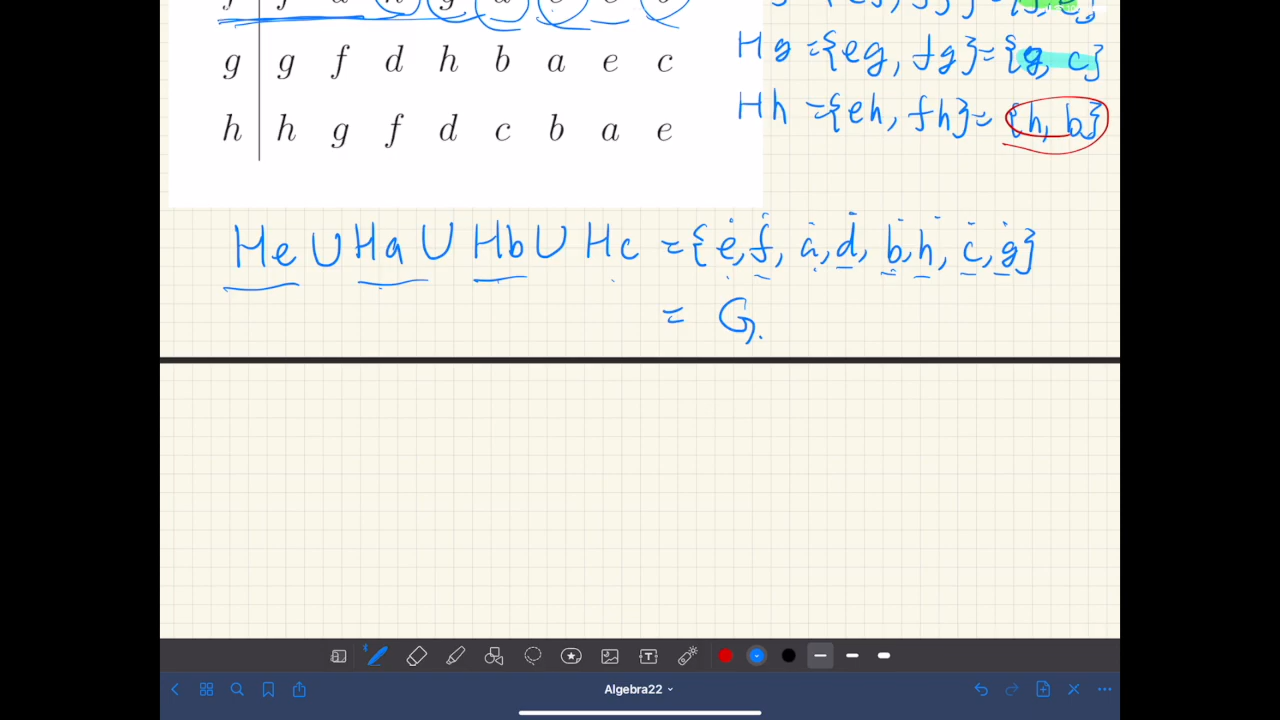 g g f d h b a e c
h h g f d c b a e
Hg = {eg, fg} = {g, c}
Hh = {eh, fh} = {h, b}
He ∪ Ha ∪ Hb ∪ Hc = {e, f, a, d, b, h, c, g}
= G.
Algebra22